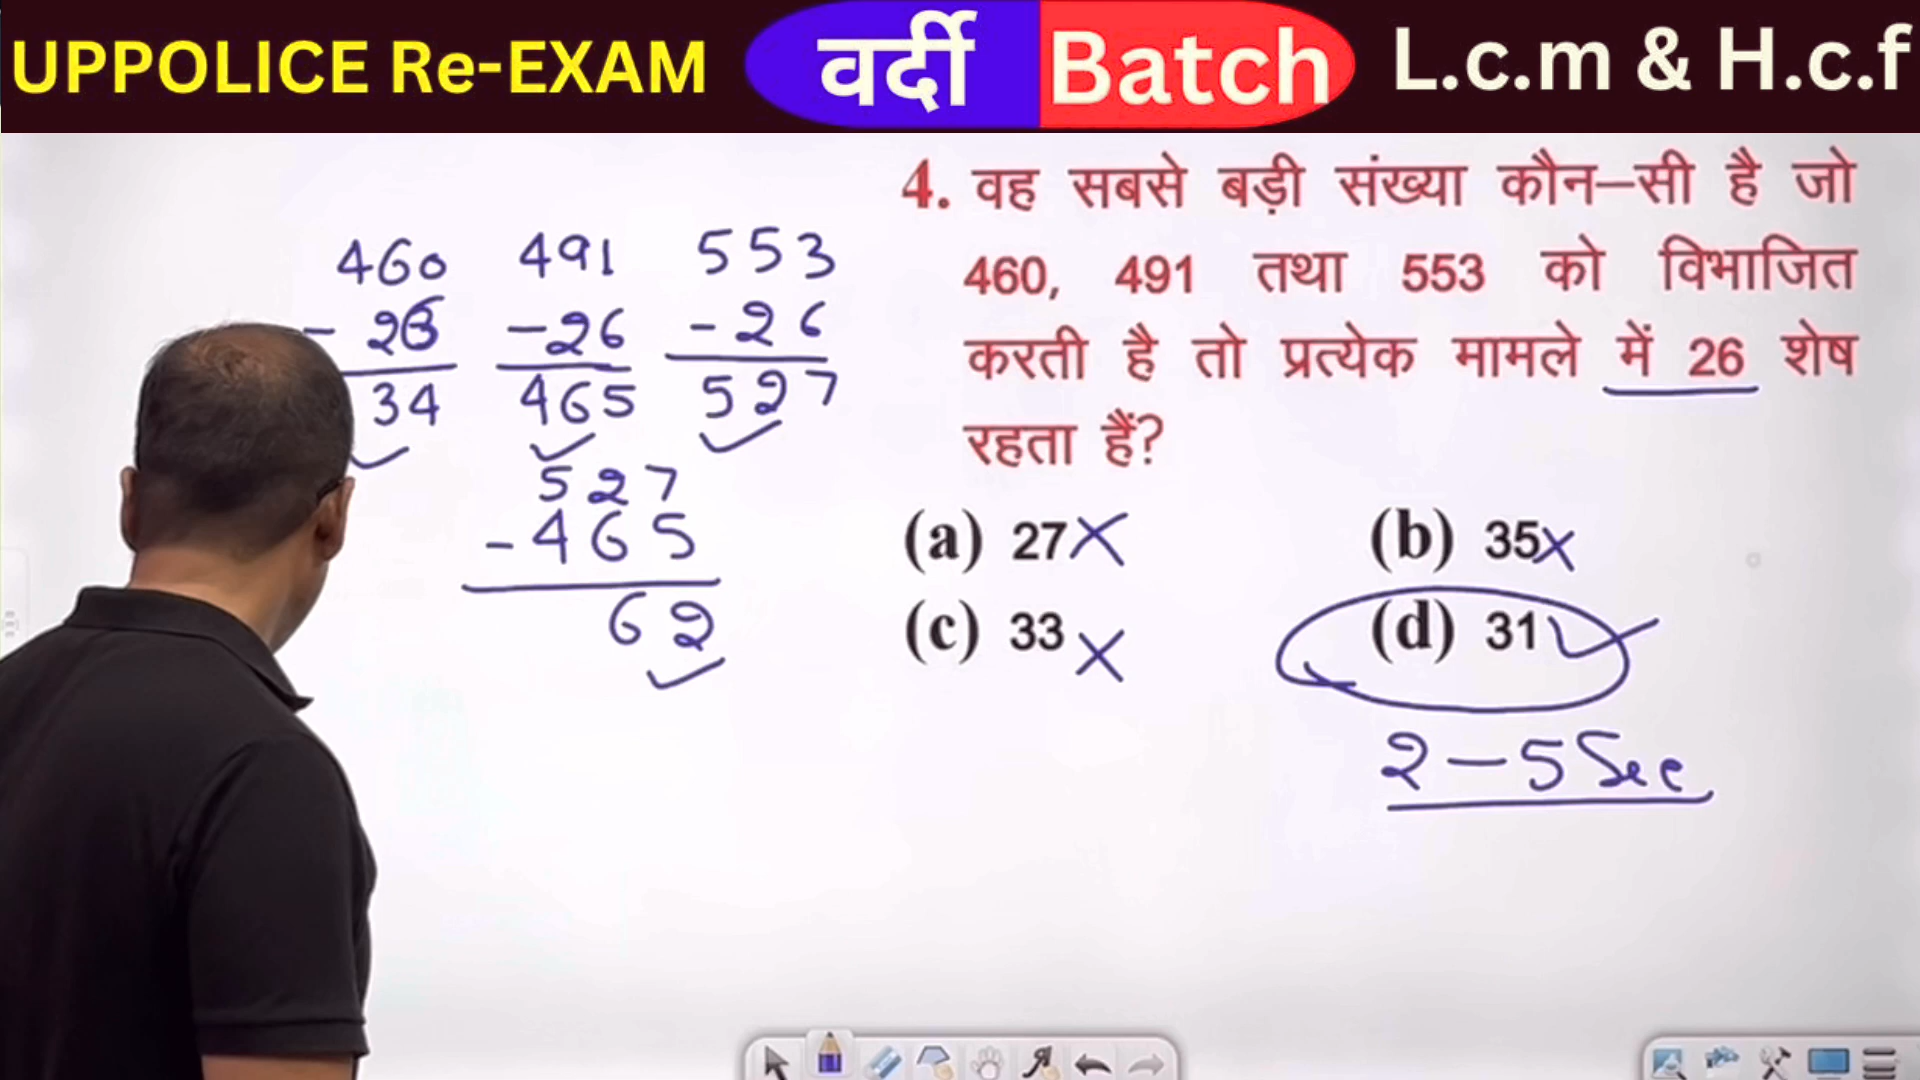 UPPOLICE Re-EXAM वर्दी Batch L.c.m & H.c.f
4. वह सबसे बड़ी संख्या कौन–सी है जो
460, 491 तथा 553 को विभाजित
करती है तो प्रत्येक मामले में 26 शेष
रहता हैं?
(a) 27 (b) 35
(c) 33 (d) 31
2 – 5 Sec
460 491 553
- 26 - 26 - 26
34 465 527
527
- 465
62